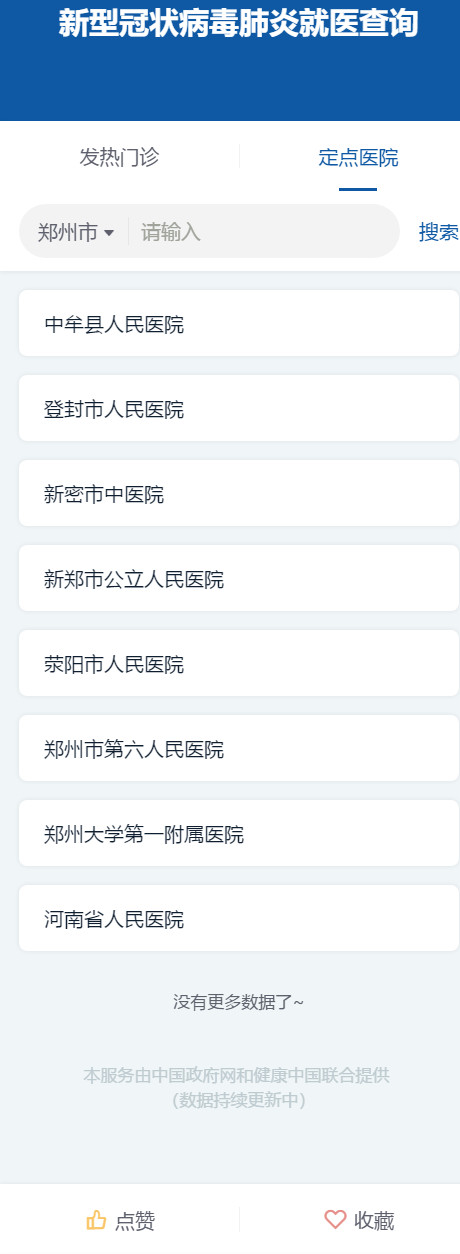 新型冠状病毒肺炎就医查询
发热门诊
定点医院
郑州市
请输入
搜索
中牟县人民医院
登封市人民医院
新密市中医院
新郑市公立人民医院
荥阳市人民医院
郑州市第六人民医院
郑州大学第一附属医院
河南省人民医院
没有更多数据了~
本服务由中国政府网和健康中国联合提供
（数据持续更新中）
点赞
收藏